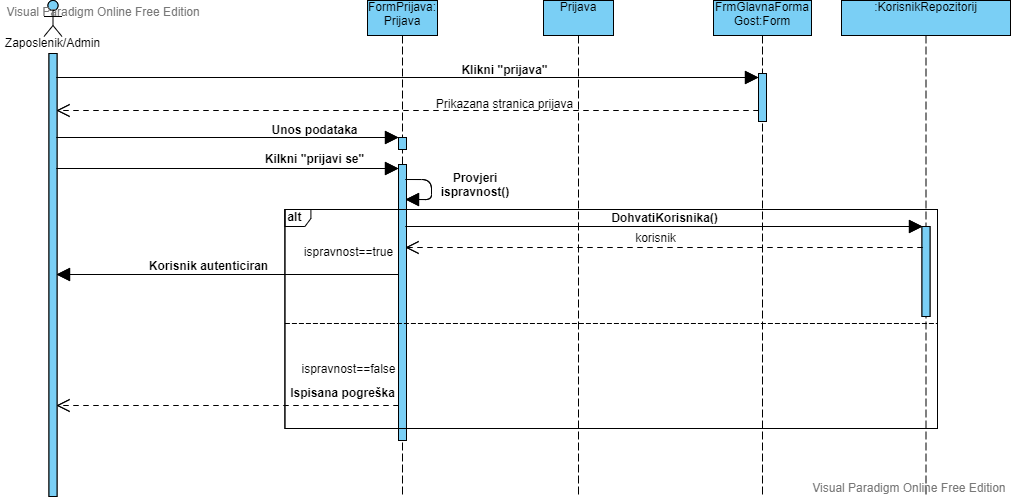 Visual Paradigm Online Free Edition
Zaposlenik/Admin
FormPrijava:
Prijava
Prijava
FrmGlavnaForma
Gost:Form
:KorisnikRepozitorij
Klikni "prijava"
Prikazana stranica prijava
Unos podataka
Kilkni "prijavi se"
Provjeri
ispravnost()
alt
DohvatiKorisnika()
korisnik
ispravnost==true
Korisnik autenticiran
ispravnost==false
Ispisana pogreška
Visual Paradigm Online Free Edition